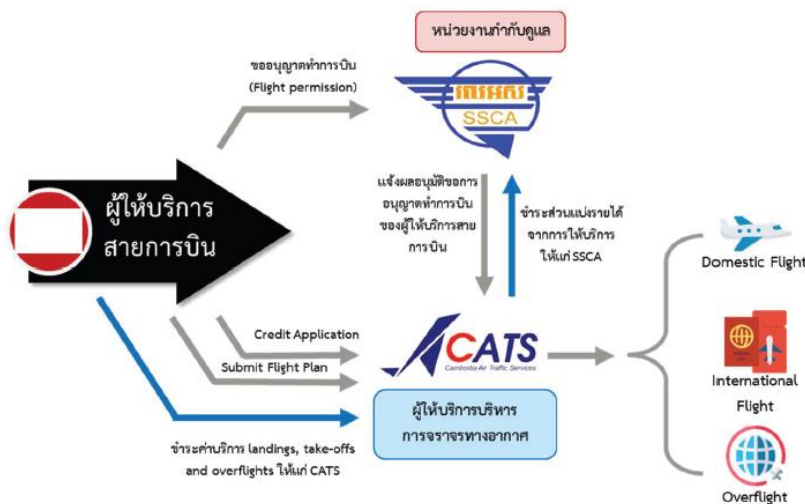 หน่วยงานกำกับดูแล
ขออนุญาตทำการบิน
(Flight permission)
SSCA
ผู้ให้บริการ
สายการบิน
แจ้งผลอนุมัติขอการ
อนุญาตทำการบิน
ของผู้ให้บริการสาย
การบิน
ชำระส่วนแบ่งรายได้
จากการให้บริการ
ให้แก่ SSCA
Domestic Flight
Credit Application
Submit Flight Plan
CATS
Cambodia Air Traffic Services
International
Flight
ผู้ให้บริการบริหาร
การจราจรทางอากาศ
ชำระค่าบริการ landings, take-offs
and overflights ให้แก่ CATS
Overflight